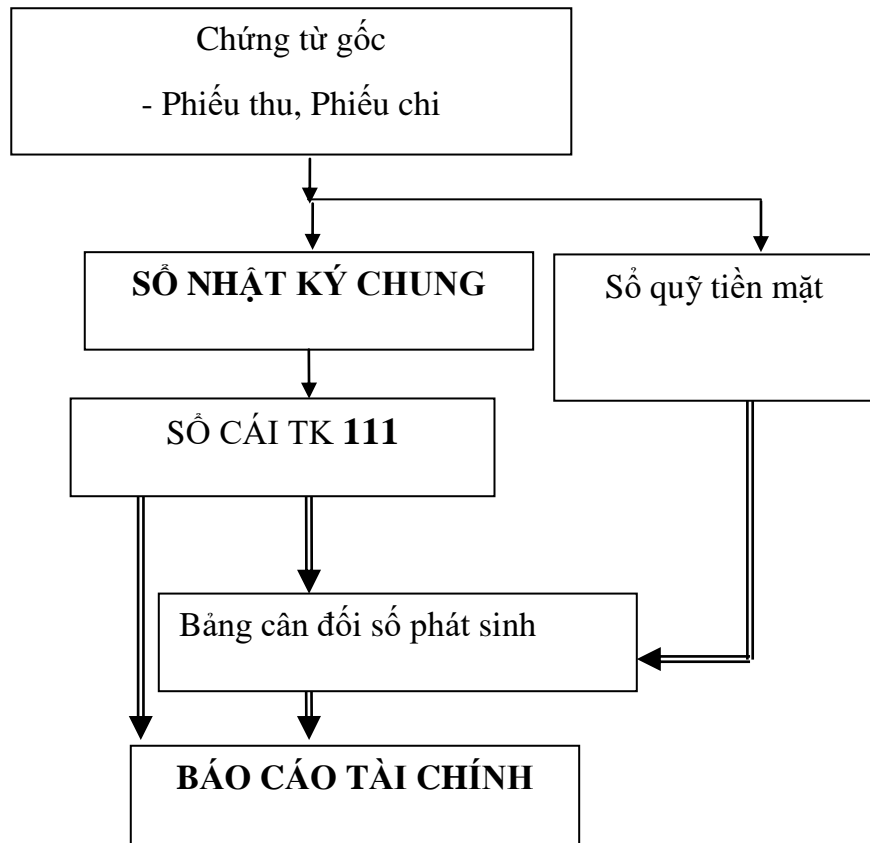 Chứng từ gốc
- Phiếu thu, Phiếu chi
SỔ NHẬT KÝ CHUNG
Sổ quỹ tiền mặt
SỔ CÁI TK 111
Bảng cân đối số phát sinh
BÁO CÁO TÀI CHÍNH